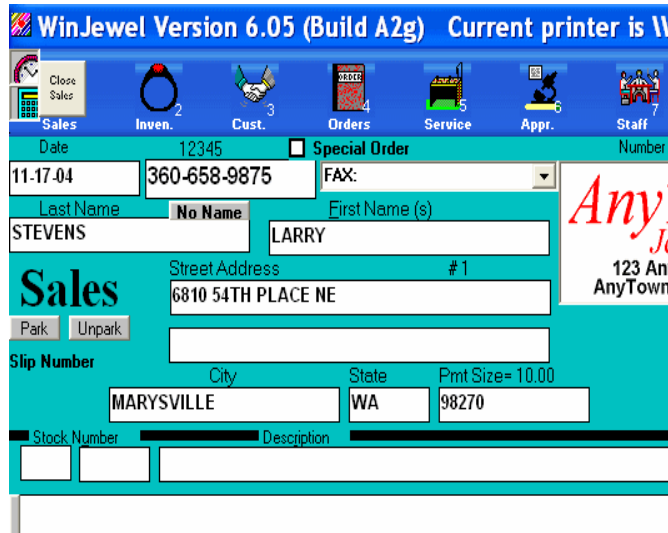 WinJewel Version 6.05 (Build A2g) Current printer is \\
Close
Sales
ORDER
2 3 4 5 6 7
Sales Inven. Cust. Orders Service Appr. Staff
Date 12345 Special Order Number
11-17-04 360-658-9875 FAX:
Last Name No Name First Name (s)
STEVENS LARRY
Any
Je
123 An
AnyTown
Street Address # 1
Sales 6810 54TH PLACE NE
Park Unpark
Slip Number
City State Pmt Size= 10.00
MARYSVILLE WA 98270
Stock Number Description